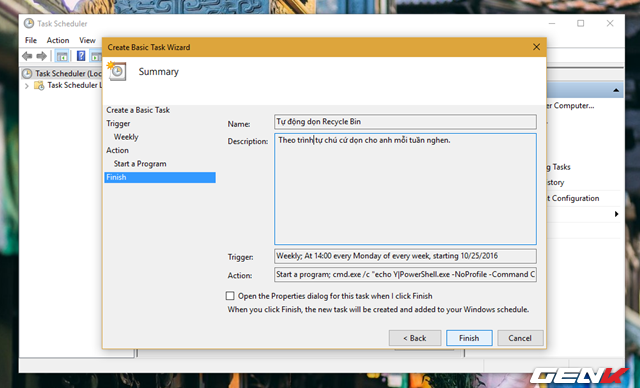 Task Scheduler
File Action View
Task Scheduler (Loc
Task Scheduler L
er Computer...
g Tasks
istory
t Configuration
Create Basic Task Wizard
Summary
Create a Basic Task
Trigger
Weekly
Action
Start a Program
Finish
Name:
Tự động dọn Recycle Bin
Description:
Theo trình tự chú cứ dọn cho anh mỗi tuần nghen.
Trigger:
Weekly; At 14:00 every Monday of every week, starting 10/25/2016
Action:
Start a program; cmd.exe /c "echo Y|PowerShell.exe -NoProfile -Command C
Open the Properties dialog for this task when I click Finish
When you click Finish, the new task will be created and added to your Windows schedule.
< Back Finish Cancel
GENK